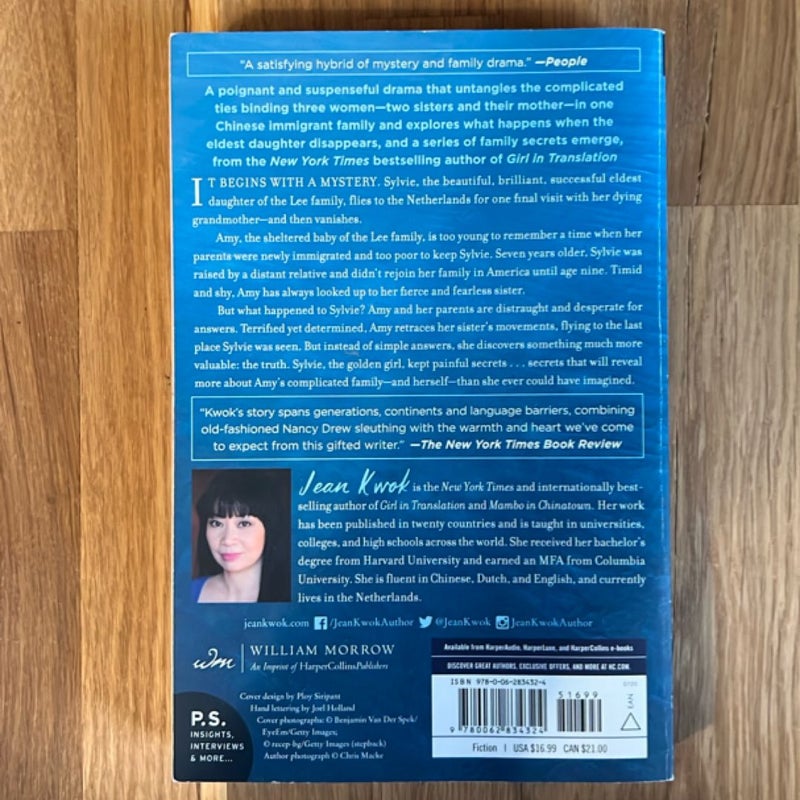 "A satisfying hybrid of mystery and family drama." —People
A poignant and suspenseful drama that untangles the complicated
ties binding three women—two sisters and their mother—in one
Chinese immigrant family and explores what happens when the
eldest daughter disappears, and a series of family secrets emerge,
from the New York Times bestselling author of Girl in Translation
IT BEGINS WITH A MYSTERY. Sylvie, the beautiful, brilliant, successful eldest
daughter of the Lee family, flies to the Netherlands for one final visit with her dying
grandmother—and then vanishes.
Amy, the sheltered baby of the Lee family, is too young to remember a time when her
parents were newly immigrated and too poor to keep Sylvie. Seven years older, Sylvie was
raised by a distant relative and didn't rejoin her family in America until age nine. Timid
and shy, Amy has always looked up to her fierce and fearless sister.
But what happened to Sylvie? Amy and her parents are distraught and desperate for
answers. Terrified yet determined, Amy retraces her sister's movements, flying to the last
place Sylvie was seen. But instead of simple answers, she discovers something much more
valuable: the truth. Sylvie, the golden girl, kept painful secrets . . . secrets that will reveal
more about Amy's complicated family—and herself—than she ever could have imagined.
"Kwok's story spans generations, continents and language barriers, combining
old-fashioned Nancy Drew sleuthing with the warmth and heart we've come
to expect from this gifted writer." —The New York Times Book Review
Jean Kwok is the New York Times and internationally best-
selling author of Girl in Translation and Mambo in Chinatown. Her work
has been published in twenty countries and is taught in universities,
colleges, and high schools across the world. She received her bachelor's
degree from Harvard University and earned an MFA from Columbia
University. She is fluent in Chinese, Dutch, and English, and currently
lives in the Netherlands.
jeankwok.com f/JeanKwokAuthor @JeanKwok JeanKwokAuthor
wm WILLIAM MORROW
An Imprint of HarperCollinsPublishers
Cover design by Ploy Siripant
Hand lettering by Joel Holland
Cover photographs: © Benjamin Van Der Spek/
EyeEm/Getty Images;
© recep-bg/Getty Images (stepback)
Author photograph © Chris Macke
P.S.
INSIGHTS,
INTERVIEWS
& MORE...
Available from HarperAudio, HarperLuxe, and HarperCollins e-books
DISCOVER GREAT AUTHORS, EXCLUSIVE OFFERS, AND MORE AT HC.COM.
ISBN 978-0-06-283432-4
0720
51699
EAN
9 780062 834324
Fiction | USA $16.99 CAN $21.00